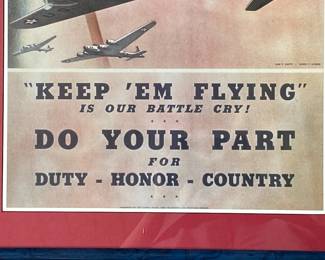 "KEEP 'EM FLYING"
IS OUR BATTLE CRY!
DO YOUR PART
FOR
DUTY - HONOR - COUNTRY